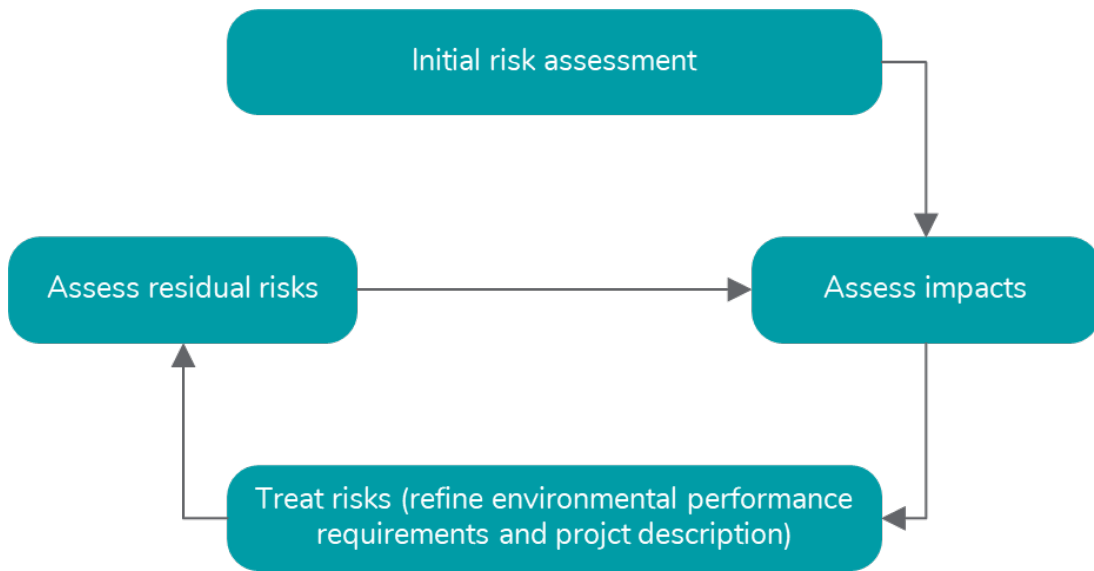 Initial risk assessment
Assess residual risks
Assess impacts
Treat risks (refine environmental performance
requirements and projct description)